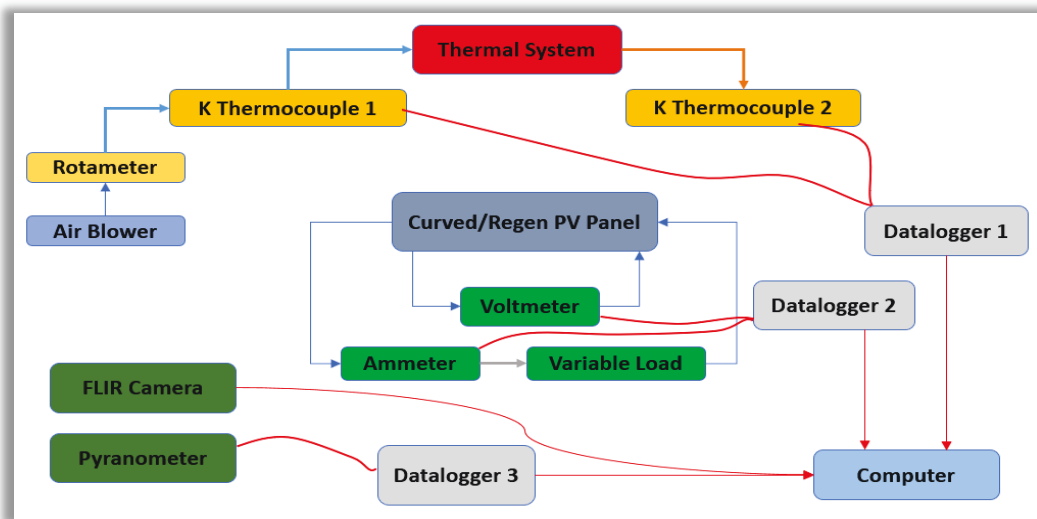 Thermal System
K Thermocouple 1
K Thermocouple 2
Rotameter
Air Blower
Curved/Regen PV Panel
Datalogger 1
Voltmeter
Datalogger 2
Ammeter
Variable Load
FLIR Camera
Pyranometer
Datalogger 3
Computer